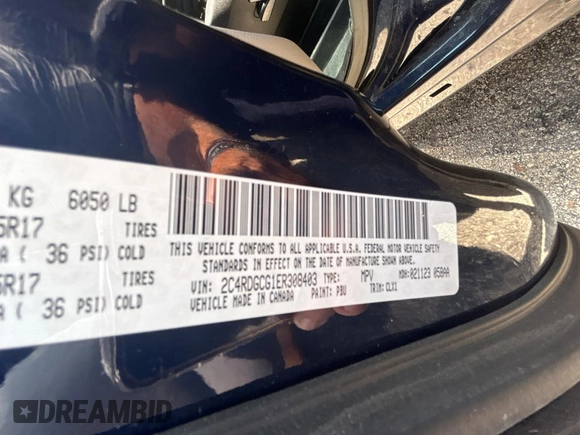 KG 6050 LB
5R17 TIRES
A ( 36 PSI) COLD
5R17 TIRES
A ( 36 PSI) COLD
THIS VEHICLE CONFORMS TO ALL APPLICABLE U.S.A. FEDERAL MOTOR VEHICLE SAFETY
STANDARDS IN EFFECT ON THE DATE OF MANUFACTURE SHOWN ABOVE.
VIN: 2C4RDGCG1ER308403 TYPE: MPV MDH: 021123 058AA
VEHICLE MADE IN CANADA PAINT: PBU TRIM: CLX1
DREAMBID